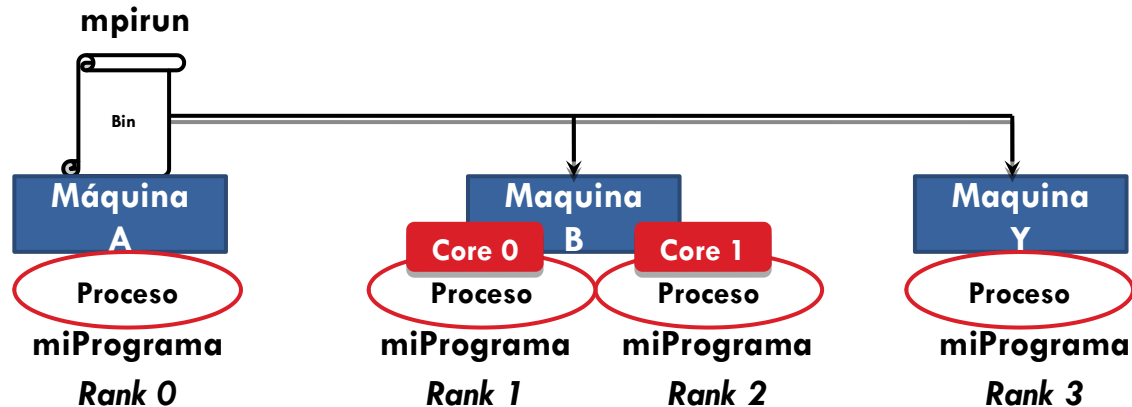 mpirun
Bin
Máquina A
Maquina B
Maquina Y
Core 0
Core 1
Proceso
Proceso
Proceso
Proceso
miPrograma
miPrograma
miPrograma
miPrograma
Rank 0
Rank 1
Rank 2
Rank 3